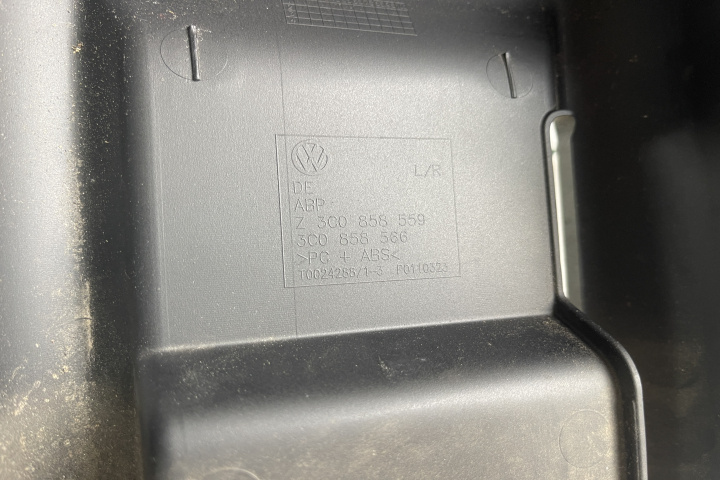 L/R
DE
ABP
Z 3C0 858 559
3C0 858 566
>PC + ABS<
T0024285/1-3 P0110323